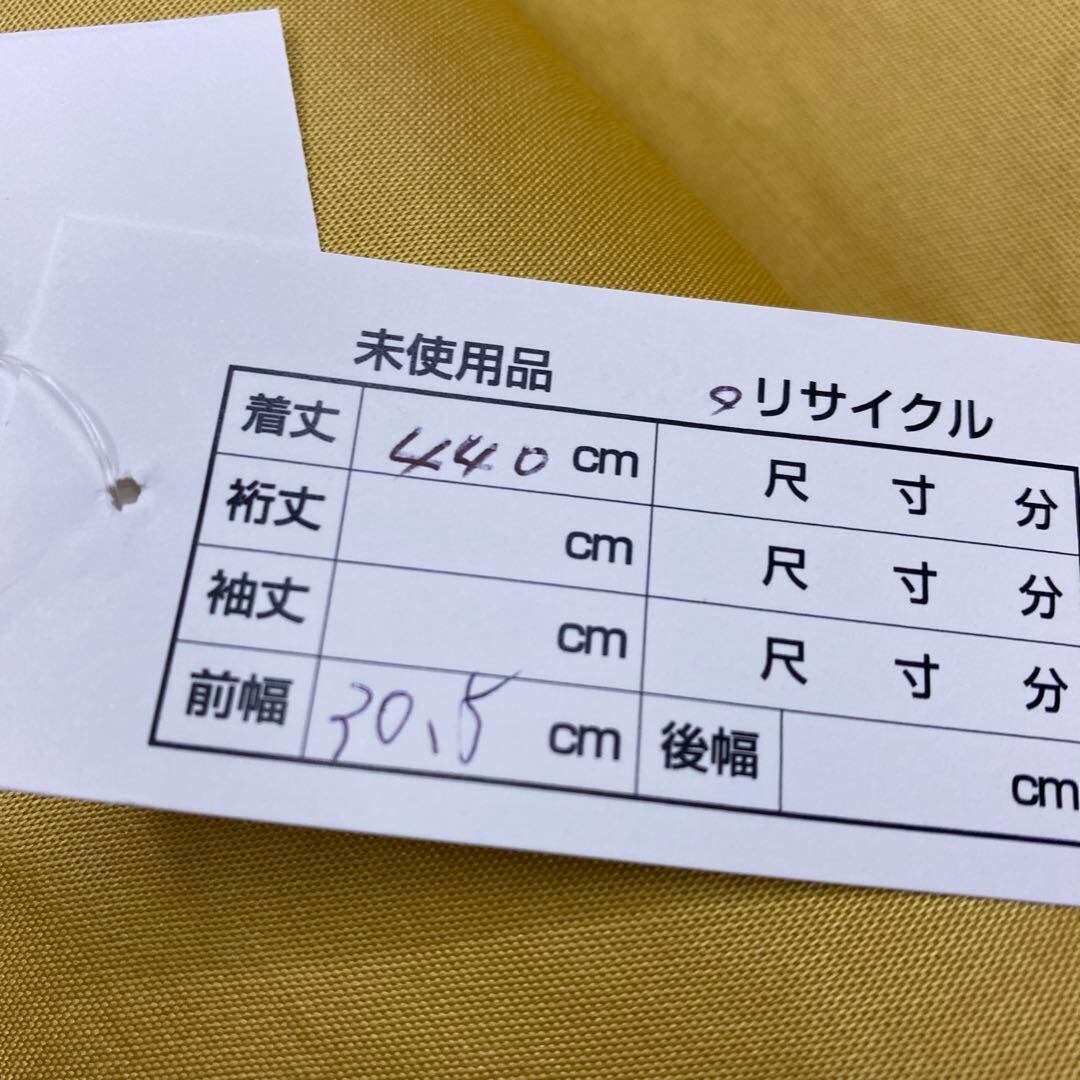 未使用品 リサイクル
着丈 440 cm 尺 寸 分
裄丈 cm 尺 寸 分
袖丈 cm 尺 寸 分
前幅 30.5 cm 後幅 cm